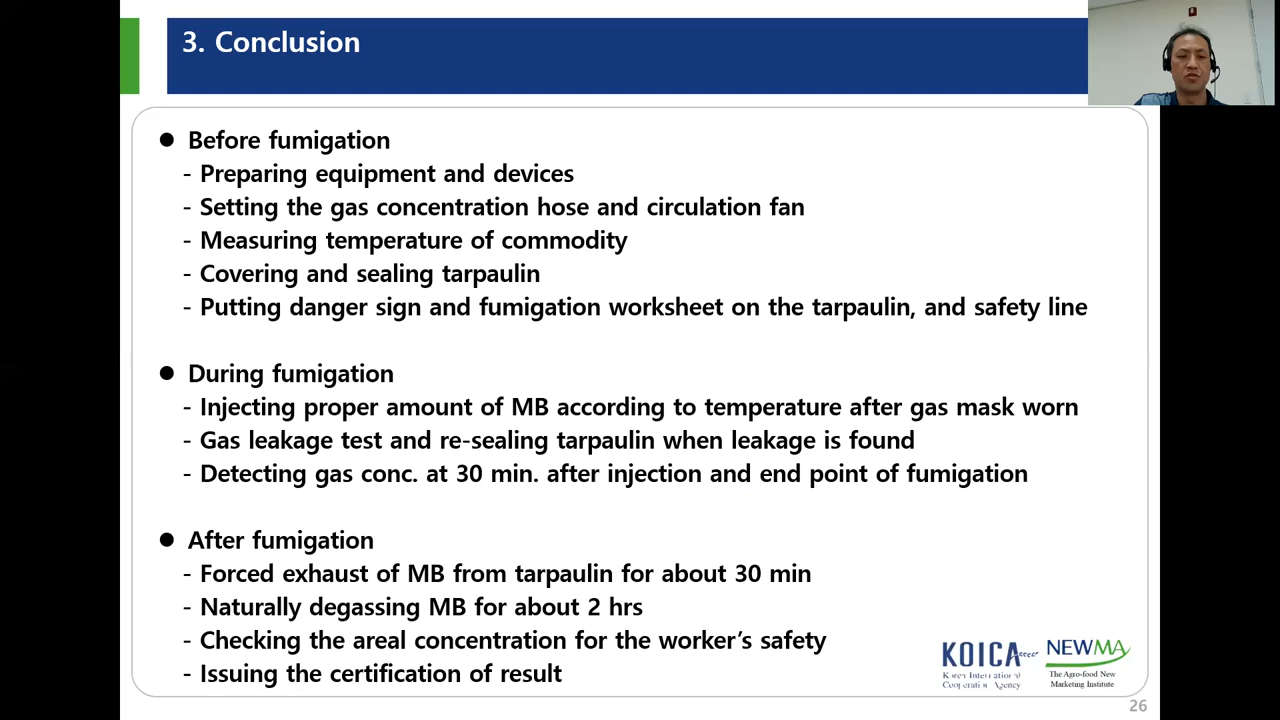 3. Conclusion
● Before fumigation
- Preparing equipment and devices
- Setting the gas concentration hose and circulation fan
- Measuring temperature of commodity
- Covering and sealing tarpaulin
- Putting danger sign and fumigation worksheet on the tarpaulin, and safety line
● During fumigation
- Injecting proper amount of MB according to temperature after gas mask worn
- Gas leakage test and re-sealing tarpaulin when leakage is found
- Detecting gas conc. at 30 min. after injection and end point of fumigation
● After fumigation
- Forced exhaust of MB from tarpaulin for about 30 min
- Naturally degassing MB for about 2 hrs
- Checking the areal concentration for the worker's safety
- Issuing the certification of result
KOICA
Korea International
Cooperation Agency
NEWMA
The Agro-food New
Marketing Institute
26